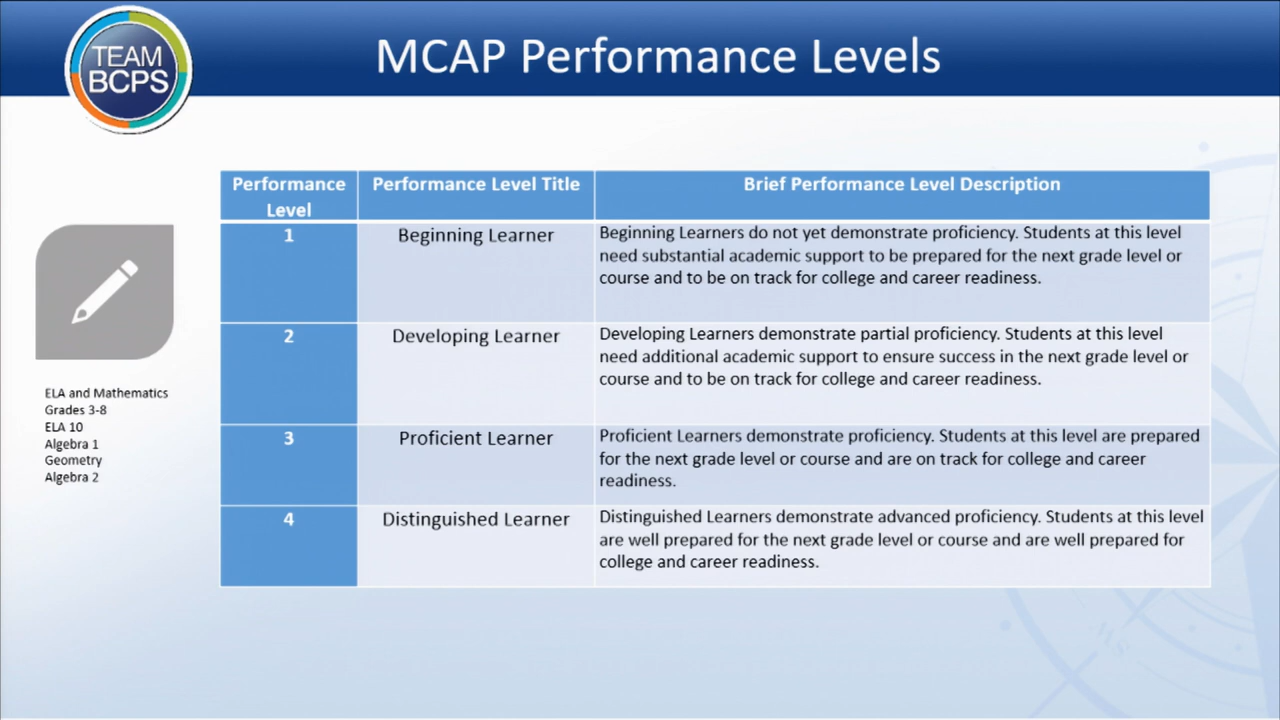 TEAM
BCPS
MCAP Performance Levels
Performance
Level
Performance Level Title
Brief Performance Level Description
1
Beginning Learner
Beginning Learners do not yet demonstrate proficiency. Students at this level
need substantial academic support to be prepared for the next grade level or
course and to be on track for college and career readiness.
2
Developing Learner
Developing Learners demonstrate partial proficiency. Students at this level
need additional academic support to ensure success in the next grade level or
course and to be on track for college and career readiness.
3
Proficient Learner
Proficient Learners demonstrate proficiency. Students at this level are prepared
for the next grade level or course and are on track for college and career
readiness.
4
Distinguished Learner
Distinguished Learners demonstrate advanced proficiency. Students at this level
are well prepared for the next grade level or course and are well prepared for
college and career readiness.
ELA and Mathematics
Grades 3-8
ELA 10
Algebra 1
Geometry
Algebra 2